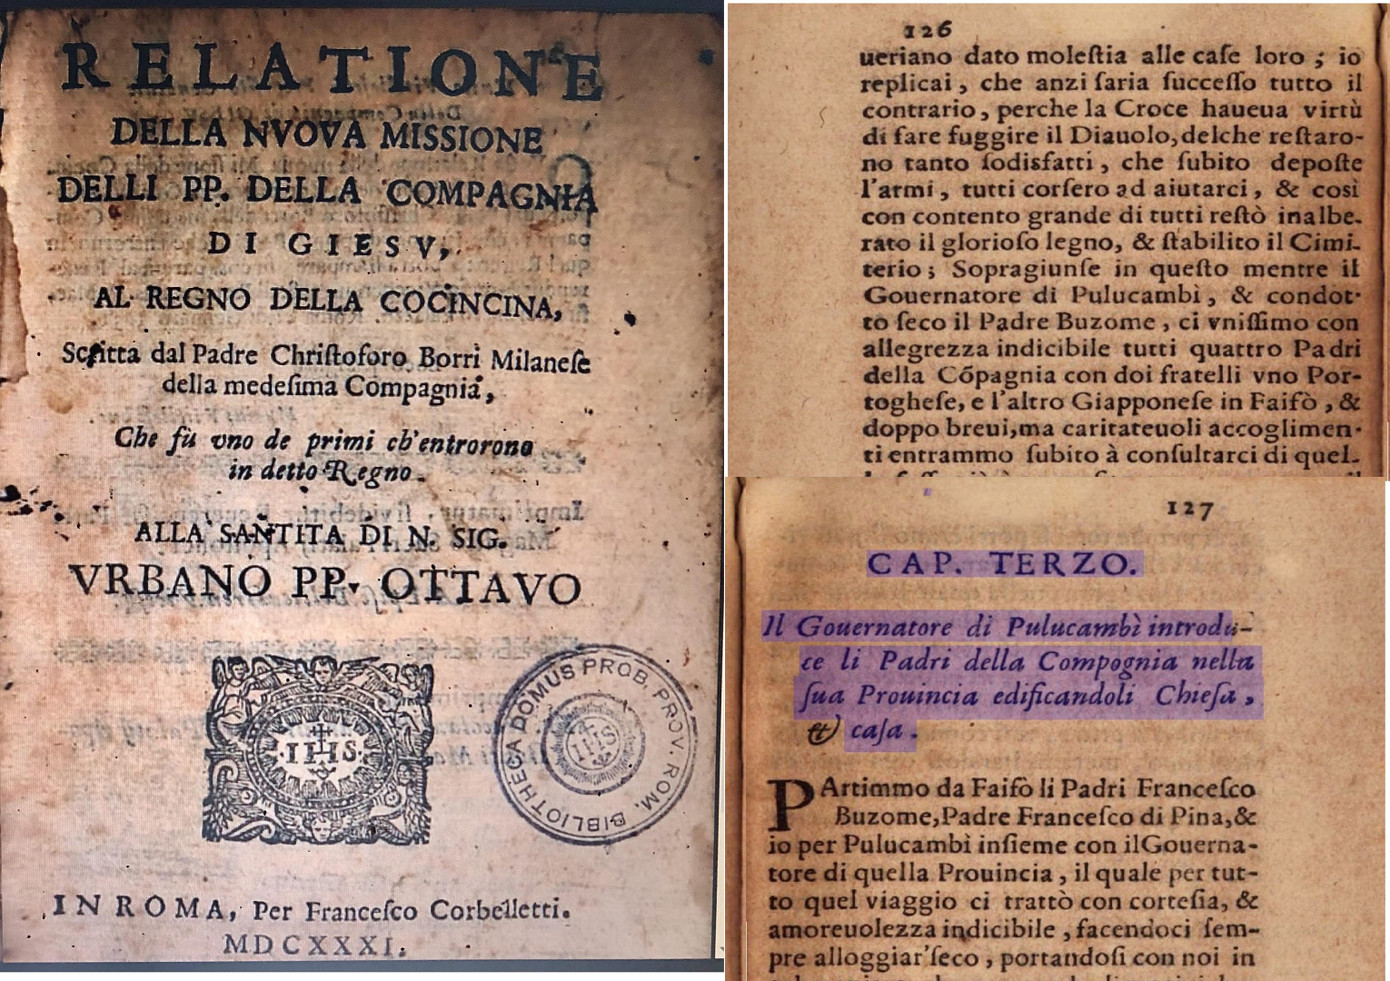 RELATIONE
DELLA NVOVA MISSIONE
DELLI PP. DELLA COMPAGNIA
DI GIESV,
AL REGNO DELLA COCINCINA,
Scritta dal Padre Chriſtoforo Borri Milaneſe
della medeſima Compagnia,
Che fù vno de primi ch'entrorono
in detto Regno.
ALLA SANTITA DI N. SIG.
VRBANO PP. OTTAVO
IHS
BIBLIOTHECA DOMUS PROB. PROV. ROM.
IHS
IN ROMA, Per Franceſco Corbelletti.
MDCXXXI.
126
ueriano dato moleſtia alle caſe loro ; io
replicai, che anzi ſaria ſucceſſo tutto il
contrario, perche la Croce haueua virtù
di fare fuggire il Diauolo, delche reſtaro-
no tanto ſodisfatti, che ſubito depoſte
l'armi, tutti corſero ad aiutarci, & così
con contento grande di tutti reſtò inalbe-
rato il glorioſo legno, & ſtabilito il Cimi-
terio; Sopragiunſe in queſto mentre il
Gouernatore di Pulucambì, & condot-
to ſeco il Padre Buzome, ci vniſſimo con
allegrezza indicibile tutti quattro Padri
della Cõpagnia con doi fratelli vno Por-
togheſe, e l'altro Giapponeſe in Faifò, &
doppo breui, ma caritateuoli accoglimen-
ti entrammo ſubito à conſultarci di quel-
127
CAP. TERZO.
Il Gouernatore di Pulucambì introdu-
ce li Padri della Compognia nella
ſua Prouincia edificandoli Chieſa,
& caſa.
PArtimmo da Faifò li Padri Franceſco
Buzome, Padre Franceſco di Pina, &
io per Pulucambì inſieme con il Gouerna-
tore di quella Prouincia, il quale per tut-
to quel viaggio ci trattò con corteſia, &
amoreuolezza indicibile, facendoci ſem-
pre alloggiar'ſeco, portandoſi con noi in